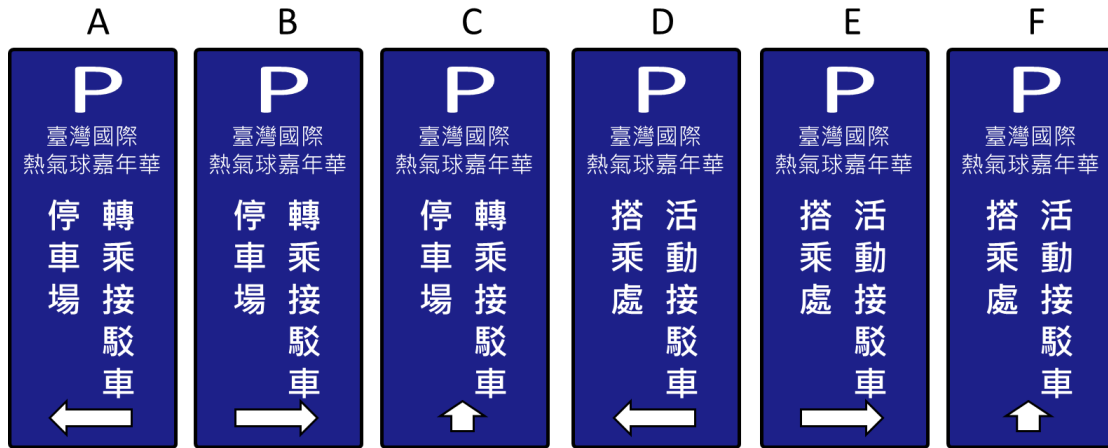 A
P
臺灣國際
熱氣球嘉年華
轉乘接駁車
停車場
B
P
臺灣國際
熱氣球嘉年華
轉乘接駁車
停車場
C
P
臺灣國際
熱氣球嘉年華
轉乘接駁車
停車場
D
P
臺灣國際
熱氣球嘉年華
活動接駁車
搭乘處
E
P
臺灣國際
熱氣球嘉年華
活動接駁車
搭乘處
F
P
臺灣國際
熱氣球嘉年華
活動接駁車
搭乘處